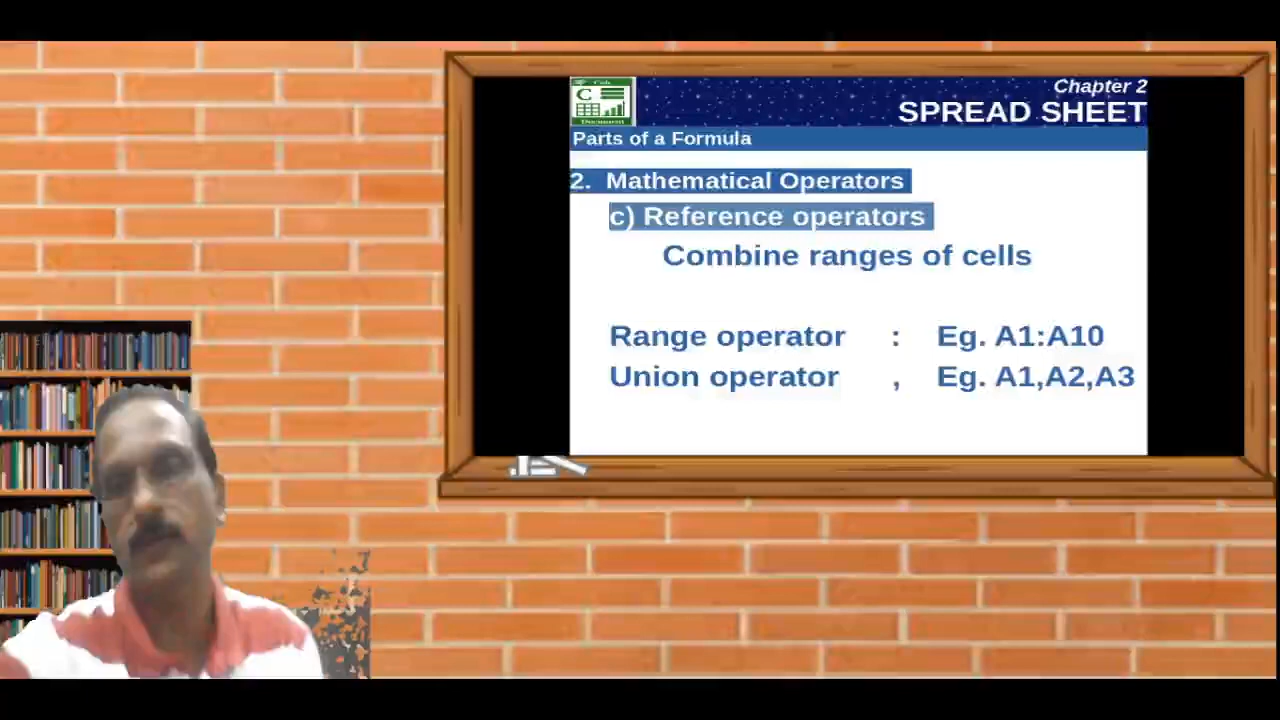 Chapter 2
SPREAD SHEET
C
Parts of a Formula
2. Mathematical Operators
c) Reference operators
Combine ranges of cells
Range operator : Eg. A1:A10
Union operator , Eg. A1,A2,A3